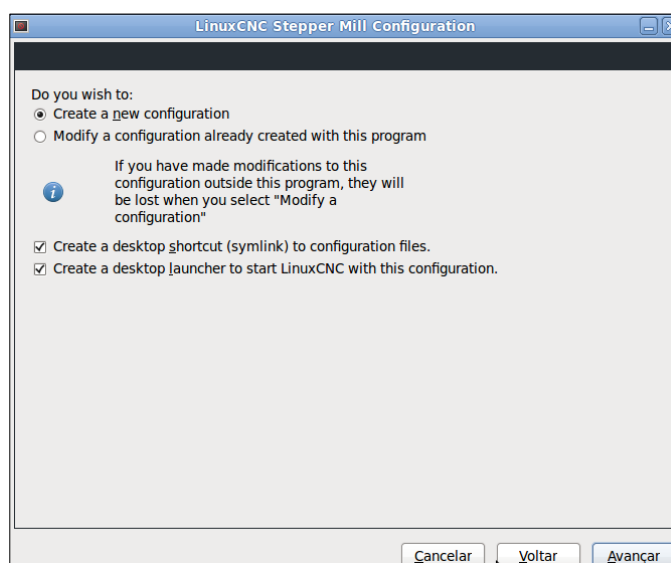 LinuxCNC Stepper Mill Configuration
Do you wish to:
Create a new configuration
Modify a configuration already created with this program
If you have made modifications to this
configuration outside this program, they will
be lost when you select "Modify a
configuration"
Create a desktop shortcut (symlink) to configuration files.
Create a desktop launcher to start LinuxCNC with this configuration.
Cancelar
Voltar
Avançar